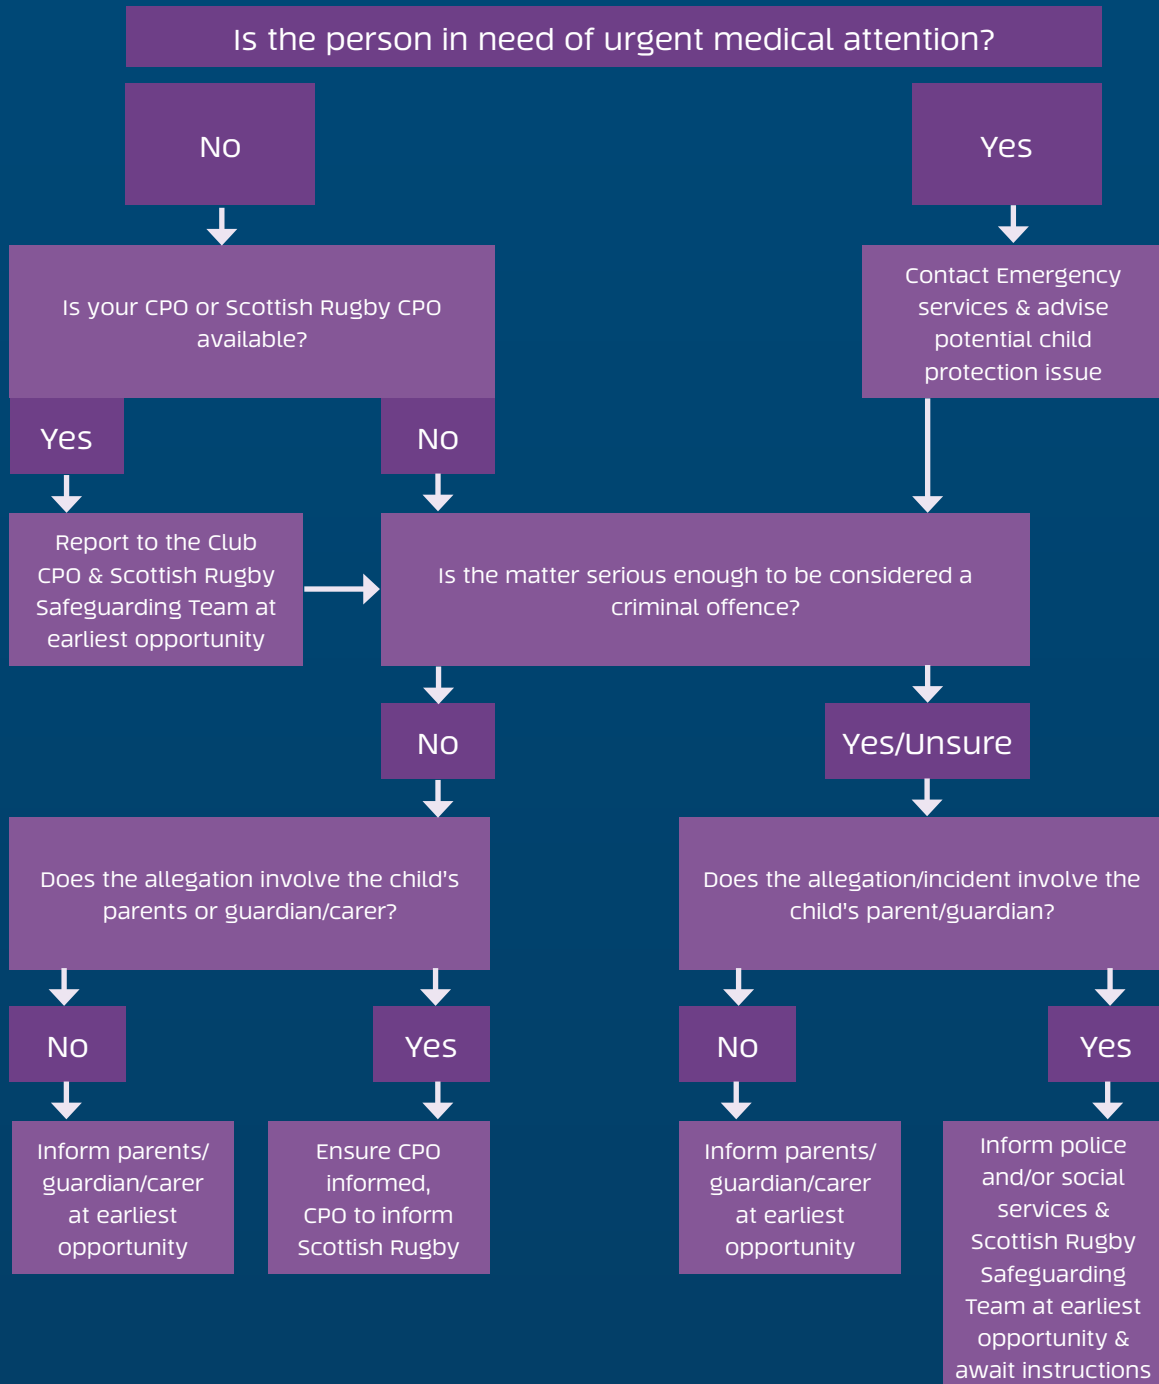 Is the person in need of urgent medical attention?
No
Yes
Is your CPO or Scottish Rugby CPO
available?
Contact Emergency
services & advise
potential child
protection issue
Yes
No
Report to the Club
CPO & Scottish Rugby
Safeguarding Team at
earliest opportunity
Is the matter serious enough to be considered a
criminal offence?
No
Yes/Unsure
Does the allegation involve the child's
parents or guardian/carer?
Does the allegation/incident involve the
child's parent/guardian?
No
Yes
No
Yes
Inform parents/
guardian/carer
at earliest
opportunity
Ensure CPO
informed,
CPO to inform
Scottish Rugby
Inform parents/
guardian/carer
at earliest
opportunity
Inform police
and/or social
services &
Scottish Rugby
Safeguarding
Team at earliest
opportunity &
await instructions